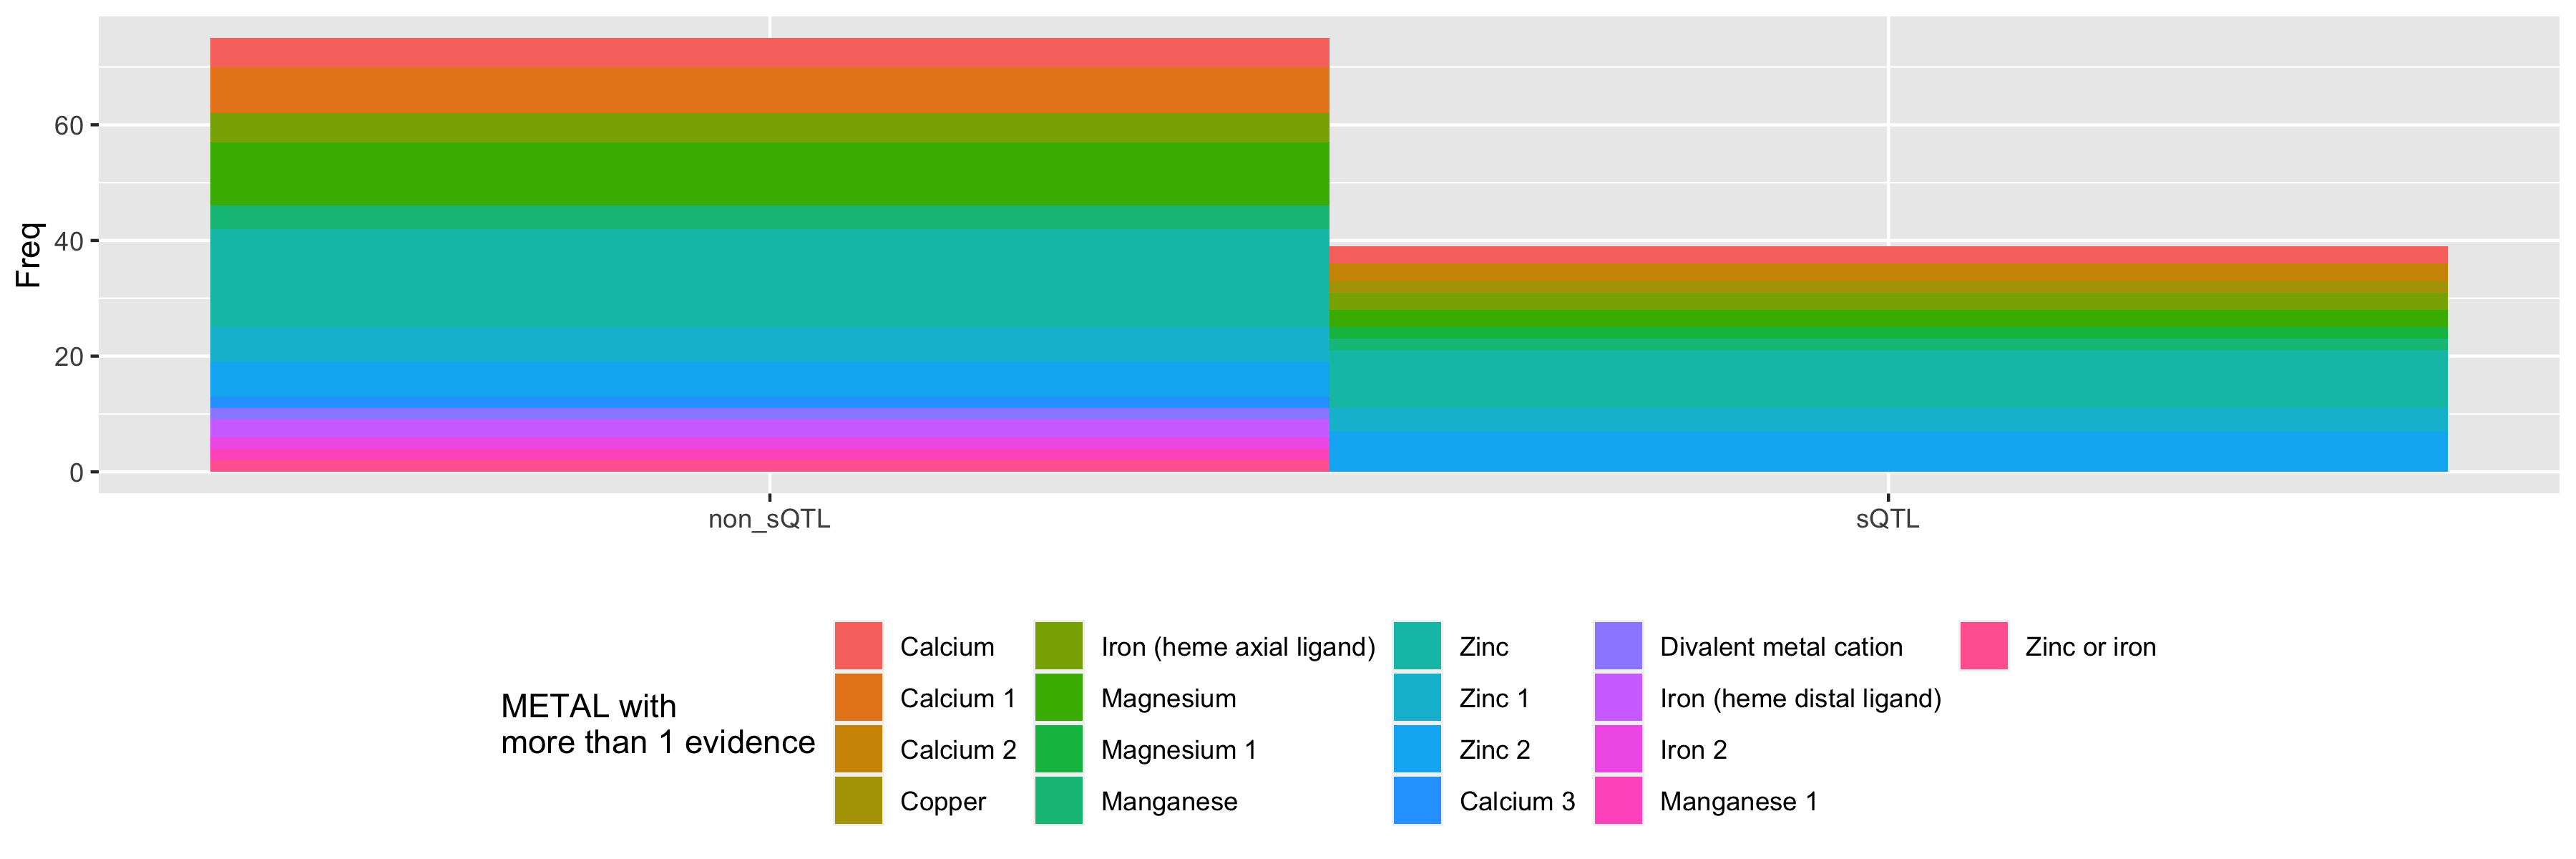 Freq
60
40
20
0
non_sQTL
sQTL
METAL with
more than 1 evidence
Calcium
Calcium 1
Calcium 2
Copper
Iron (heme axial ligand)
Magnesium
Magnesium 1
Manganese
Zinc
Zinc 1
Zinc 2
Calcium 3
Divalent metal cation
Iron (heme distal ligand)
Iron 2
Manganese 1
Zinc or iron